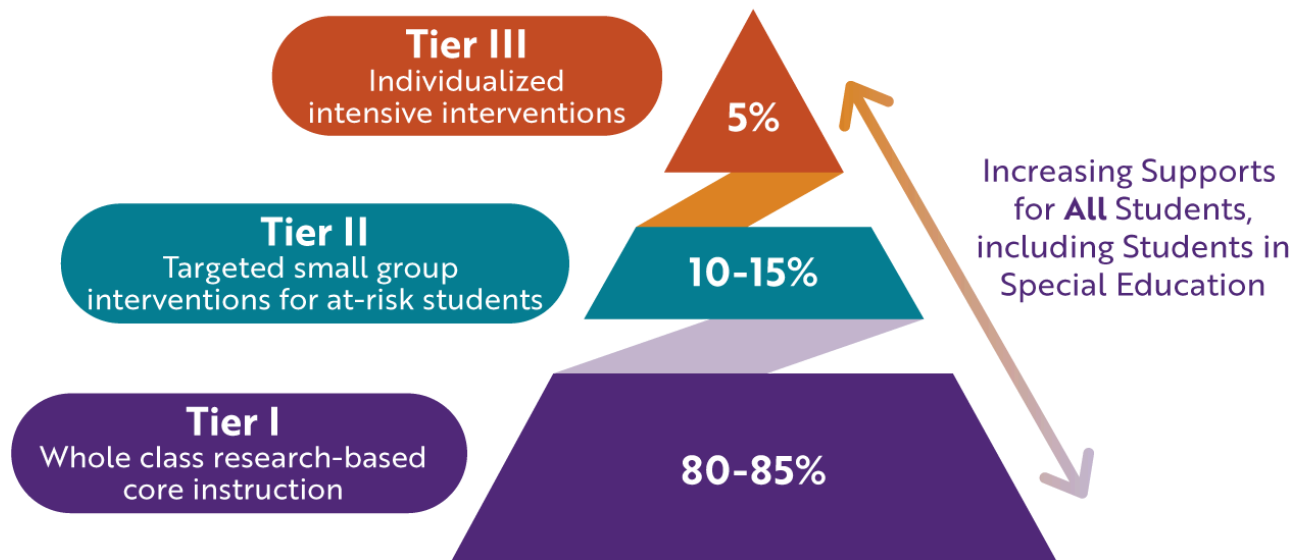 Tier III
Individualized
intensive interventions
5%
Tier II
Targeted small group
interventions for at-risk students
10-15%
Increasing Supports
for All Students,
including Students in
Special Education
Tier I
Whole class research-based
core instruction
80-85%